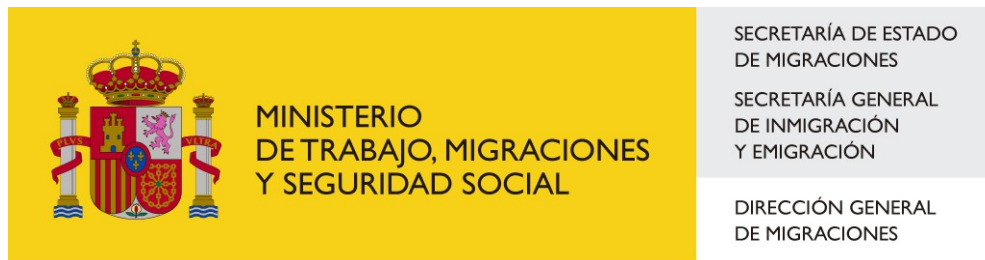 PLVS
VLTRA
MINISTERIO
DE TRABAJO, MIGRACIONES
Y SEGURIDAD SOCIAL
SECRETARÍA DE ESTADO
DE MIGRACIONES
SECRETARÍA GENERAL
DE INMIGRACIÓN
Y EMIGRACIÓN
DIRECCIÓN GENERAL
DE MIGRACIONES